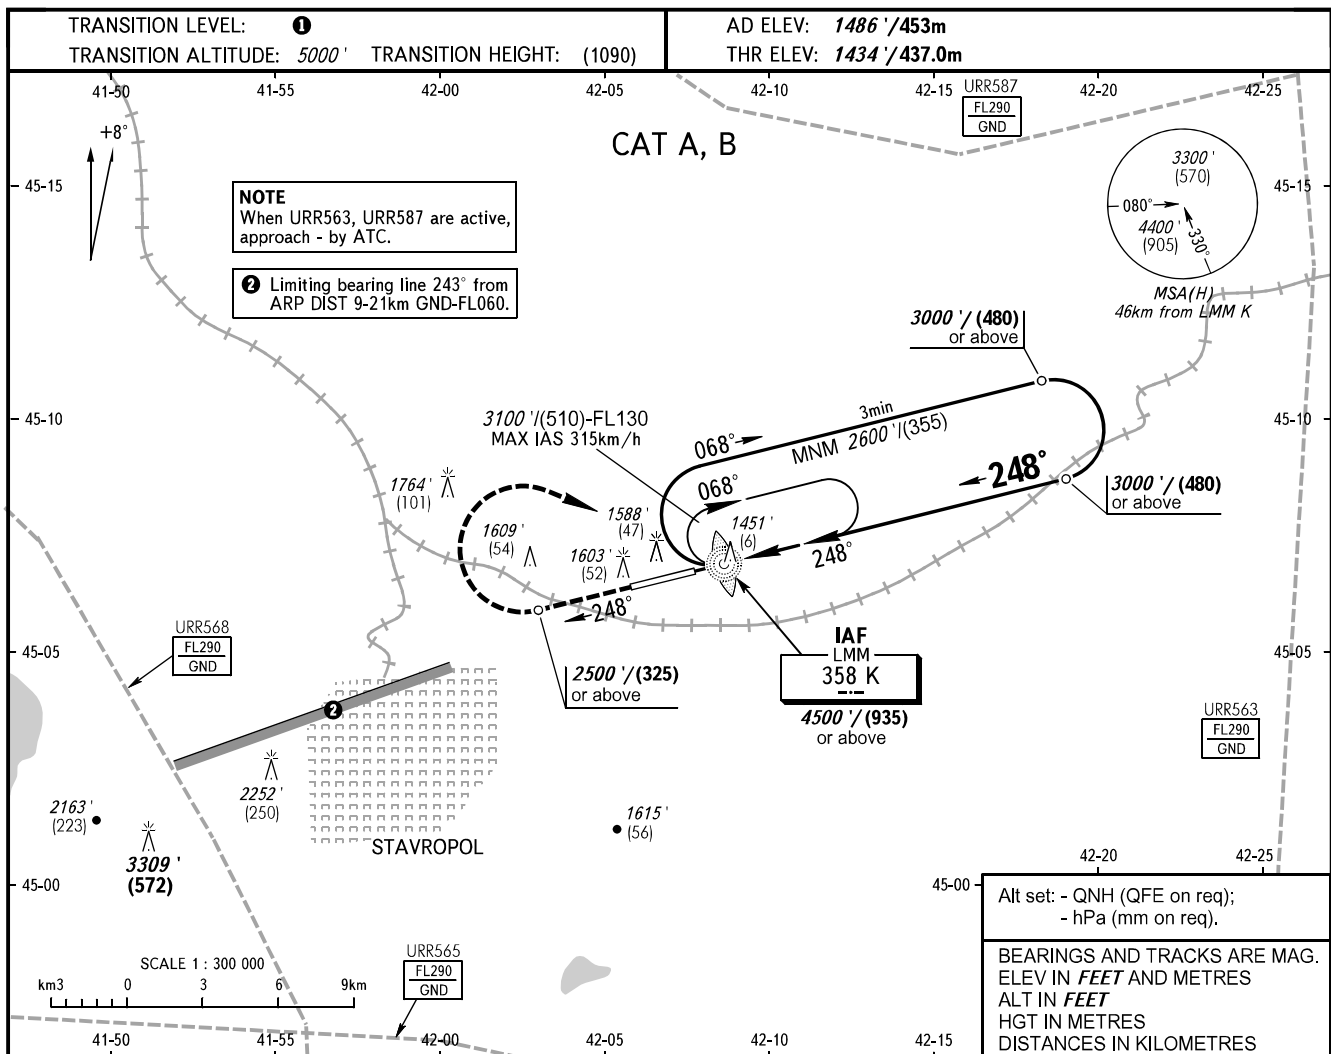 TRANSITION LEVEL: ❶
TRANSITION ALTITUDE: 5000 ' TRANSITION HEIGHT: (1090)
AD ELEV: 1486 '/453m
THR ELEV: 1434 '/437.0m
41-50
41-55
42-00
42-05
42-10
42-15
42-20
42-25
URR587
FL290
GND
+8°
CAT A, B
45-15
45-15
3300 '
(570)
080°
4400 '
(905)
330°
MSA(H)
46km from LMM K
NOTE
When URR563, URR587 are active,
approach - by ATC.
❷ Limiting bearing line 243° from
ARP DIST 9-21km GND-FL060.
3000 '/(480)
or above
45-10
45-10
3100 '/(510)-FL130
MAX IAS 315km/h
3min
MNM 2600 '/(355)
068°
248°
068°
3000 '/(480)
or above
1764 '
(101)
1609 '
(54)
1588 '
(47)
1603 '
(52)
1451 '
(6)
248°
248°
URR568
FL290
GND
45-05
45-05
2500 '/(325)
or above
IAF
LMM
358 K
4500 '/(935)
or above
❷
URR563
FL290
GND
2252 '
(250)
2163 '
(223)
3309 '
(572)
STAVROPOL
1615 '
(56)
42-20
42-25
45-00
45-00
Alt set: - QNH (QFE on req);
- hPa (mm on req).
BEARINGS AND TRACKS ARE MAG.
ELEV IN FEET AND METRES
ALT IN FEET
HGT IN METRES
DISTANCES IN KILOMETRES
URR565
FL290
GND
SCALE 1 : 300 000
km3 0 3 6 9km
41-50
41-55
42-00
42-05
42-10
42-15